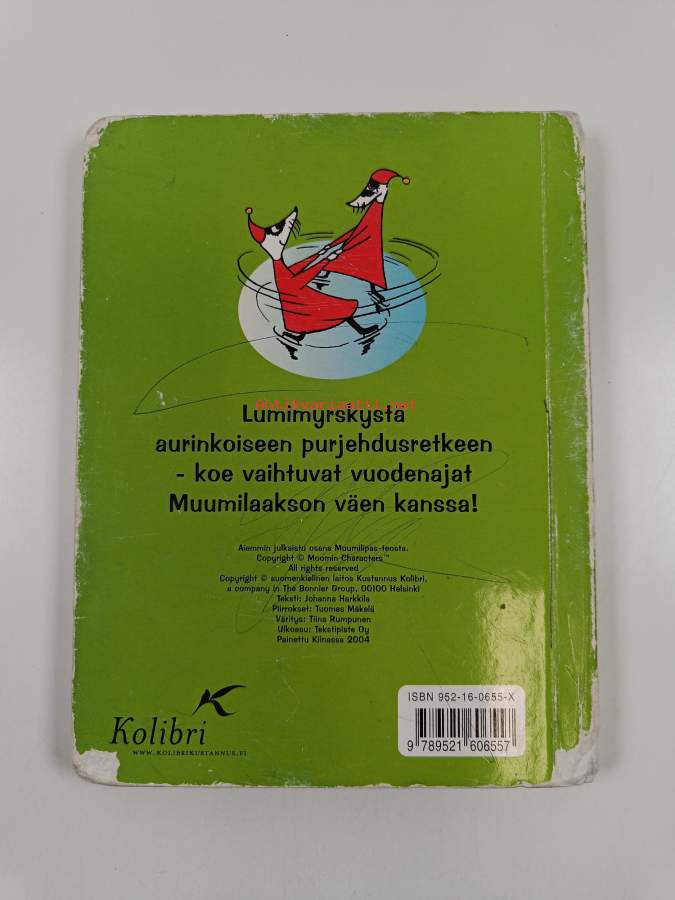 Antikvariaatti.net
Lumimyrskystä
aurinkoiseen purjehdusretkeen
- koe vaihtuvat vuodenajat
Muumilaakson väen kanssa!
Aiemmin julkaistu osana Muumilipas-teosta.
Copyright © Moomin Characters™
All rights reserved
Copyright © suomenkielinen laitos Kustannus Kolibri,
a company in The Bonnier Group, 00100 Helsinki
Teksti: Johanna Harkkila
Piirrokset: Tuomas Mäkelä
Väritys: Tiina Rumpunen
Ulkoasu: Tekstipiste Oy
Painettu Kiinassa 2004
Kolibri
WWW.KOLIBRIKUSTANNUS.FI
ISBN 952-16-0655-X
9 789521 606557